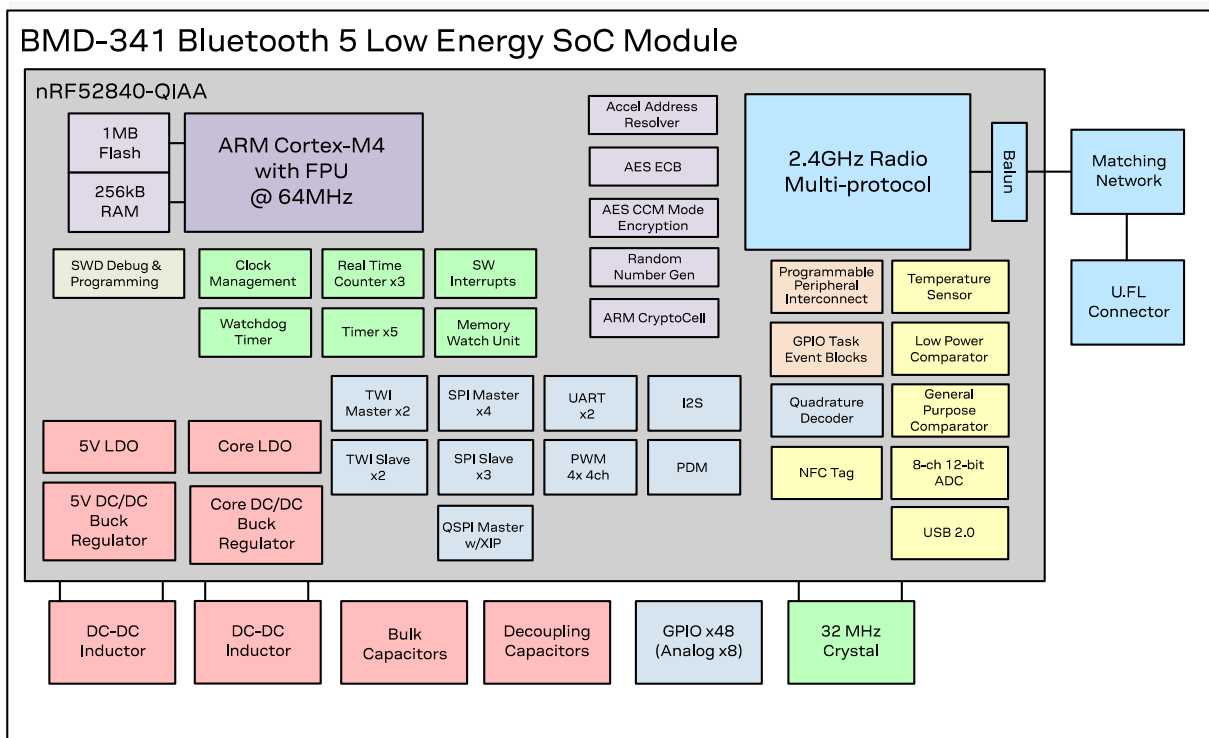 BMD-341 Bluetooth 5 Low Energy SoC Module
nRF52840-QIAA
1MB
Flash
256kB
RAM
ARM Cortex-M4
with FPU
@ 64MHz
Accel Address
Resolver
AES ECB
AES CCM Mode
Encryption
Random
Number Gen
ARM CryptoCell
2.4GHz Radio
Multi-protocol
Balun
Matching
Network
U.FL
Connector
SWD Debug &
Programming
Clock
Management
Real Time
Counter x3
SW
Interrupts
Watchdog
Timer
Timer x5
Memory
Watch Unit
Programmable
Peripheral
Interconnect
Temperature
Sensor
GPIO Task
Event Blocks
Low Power
Comparator
Quadrature
Decoder
General
Purpose
Comparator
NFC Tag
8-ch 12-bit
ADC
USB 2.0
TWI
Master x2
SPI Master
x4
UART
x2
I2S
TWI Slave
x2
SPI Slave
x3
PWM
4x 4ch
PDM
QSPI Master
w/XIP
5V LDO
Core LDO
5V DC/DC
Buck
Regulator
Core DC/DC
Buck
Regulator
DC-DC
Inductor
DC-DC
Inductor
Bulk
Capacitors
Decoupling
Capacitors
GPIO x48
(Analog x8)
32 MHz
Crystal